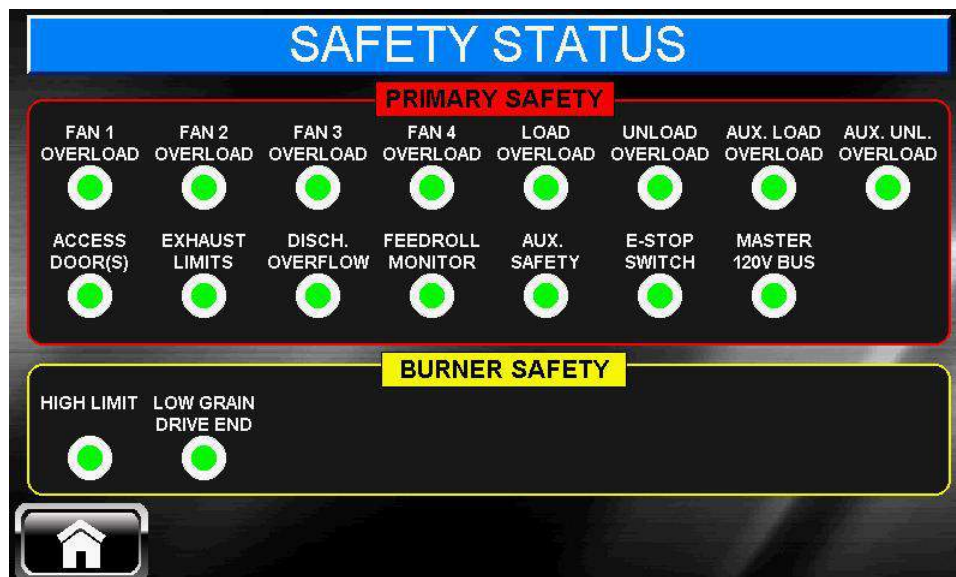 SAFETY STATUS
PRIMARY SAFETY
FAN 1 FAN 2 FAN 3 FAN 4 LOAD UNLOAD AUX. LOAD AUX. UNL.
OVERLOAD OVERLOAD OVERLOAD OVERLOAD OVERLOAD OVERLOAD OVERLOAD OVERLOAD
ACCESS EXHAUST DISCH. FEEDROLL AUX. E-STOP MASTER
DOOR(S) LIMITS OVERFLOW MONITOR SAFETY SWITCH 120V BUS
BURNER SAFETY
HIGH LIMIT LOW GRAIN
DRIVE END